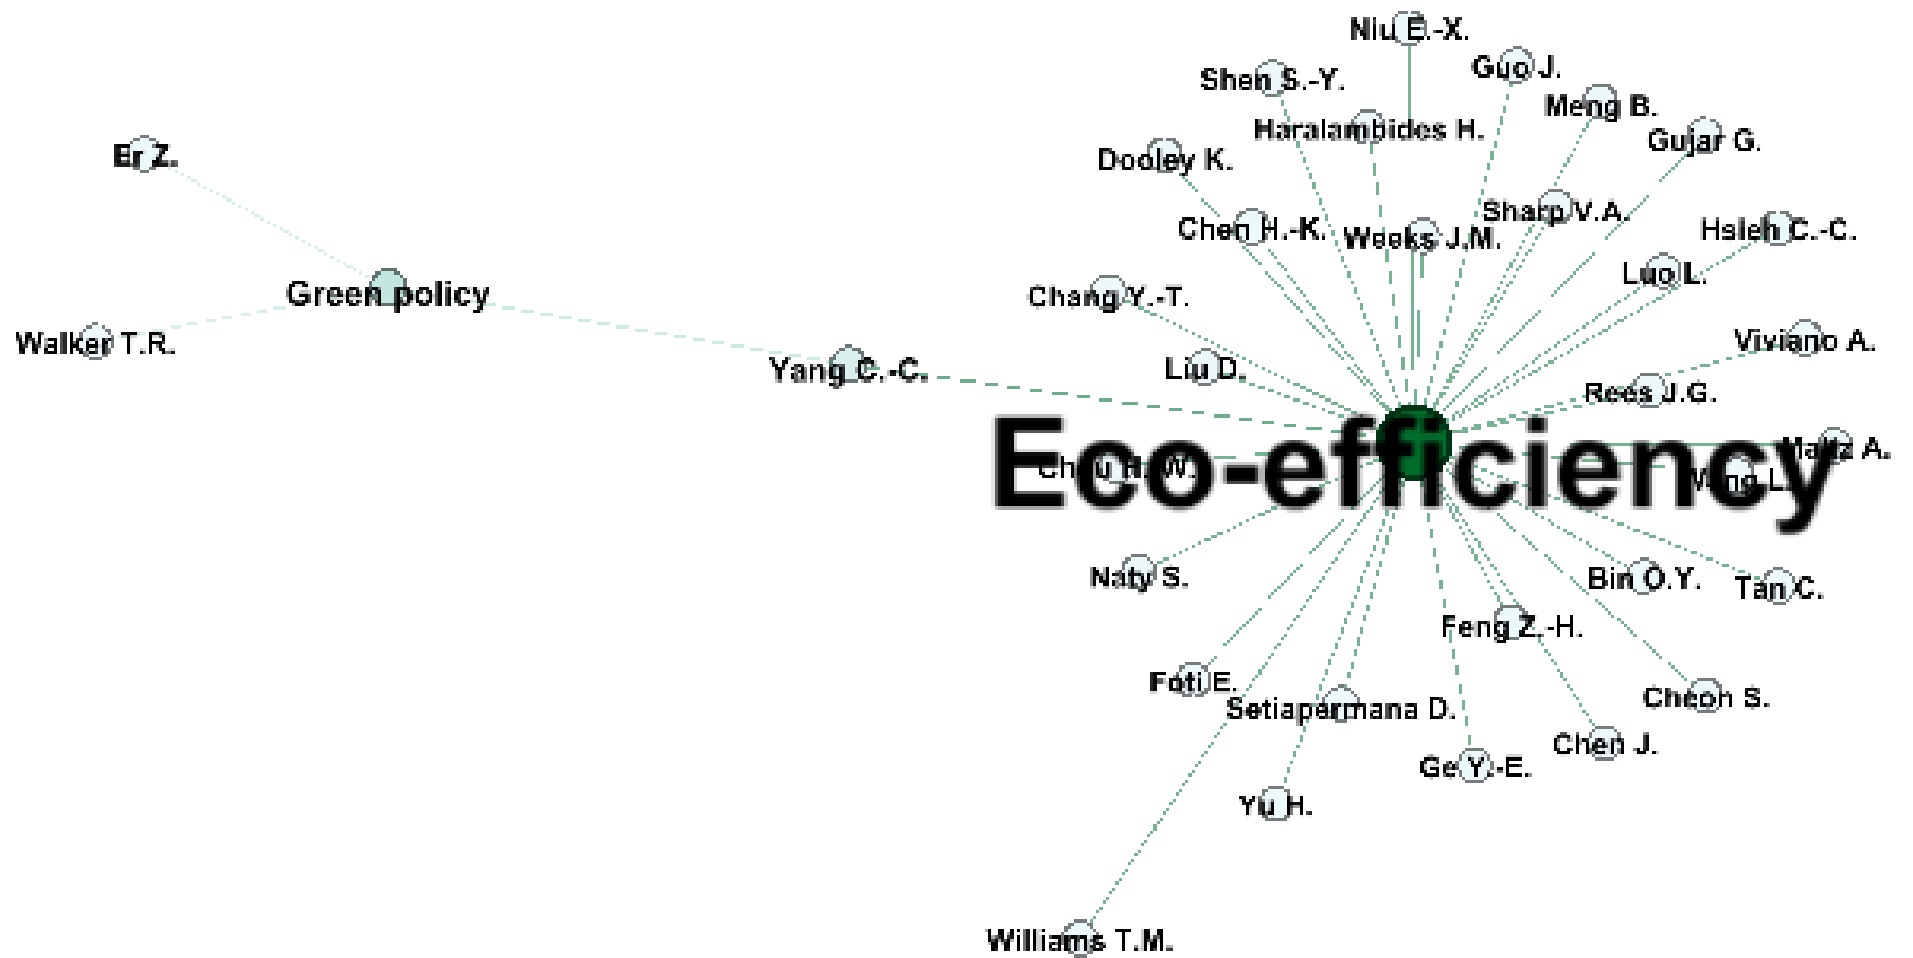 Niu E.-X.
Guo J.
Shen S.-Y.
Meng B.
Haralambides H.
Gujar G.
Er Z.
Dooley K.
Sharp V.A.
Chen H.-K.
Weeks J.M.
Hsieh C.-C.
Luo L.
Green policy
Chang Y.-T.
Walker T.R.
Viviano A.
Yang C.-C.
Liu D.
Rees J.G.
A.
Eco-efficiency
L.
Naty S.
Bin O.Y.
Tan C.
Feng Z.-H.
Foti E.
Setiapermana D.
Cheon S.
Chen J.
Ge Y.-E.
Yu H.
Williams T.M.